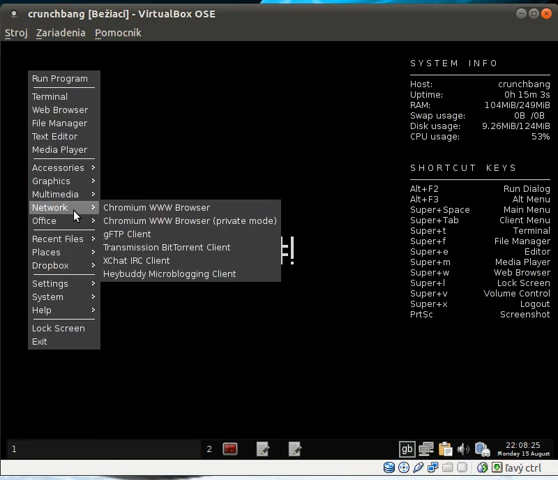 crunchbang [Bežiaci] - VirtualBox OSE
Stroj Zariadenia Pomocník
Run Program
Terminal
Web Browser
File Manager
Text Editor
Media Player
Accessories
Graphics
Multimedia
Network
Office
Recent Files
Places
Dropbox
Settings
System
Help
Lock Screen
Exit
Chromium WWW Browser
Chromium WWW Browser (private mode)
gFTP Client
Transmission BitTorrent Client
XChat IRC Client
Heybuddy Microblogging Client
#!
SYSTEM INFO
Host: crunchbang
Uptime: 0h 15m 3s
RAM: 104MiB/249MiB
Swap usage: 0B /0B
Disk usage: 9.26MiB/124MiB
CPU usage: 53%
SHORTCUT KEYS
Alt+F2 Run Dialog
Alt+F3 Alt Menu
Super+Space Main Menu
Super+Tab Client Menu
Super+t Terminal
Super+f File Manager
Super+e Editor
Super+m Media Player
Super+w Web Browser
Super+l Lock Screen
Super+v Volume Control
Super+x Logout
PrtSc Screenshot
1
2
gb
22:08:25
Monday 15 August
ľavý ctrl